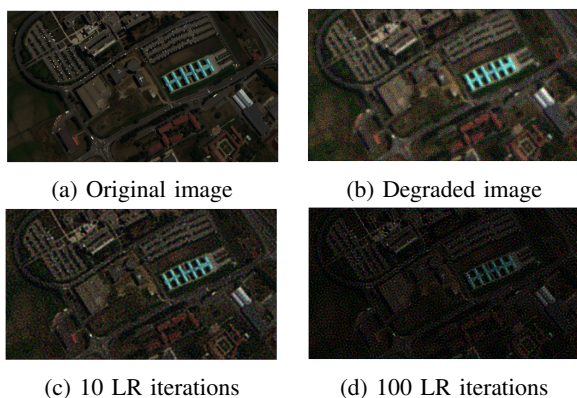 (a) Original image
(b) Degraded image
(c) 10 LR iterations
(d) 100 LR iterations